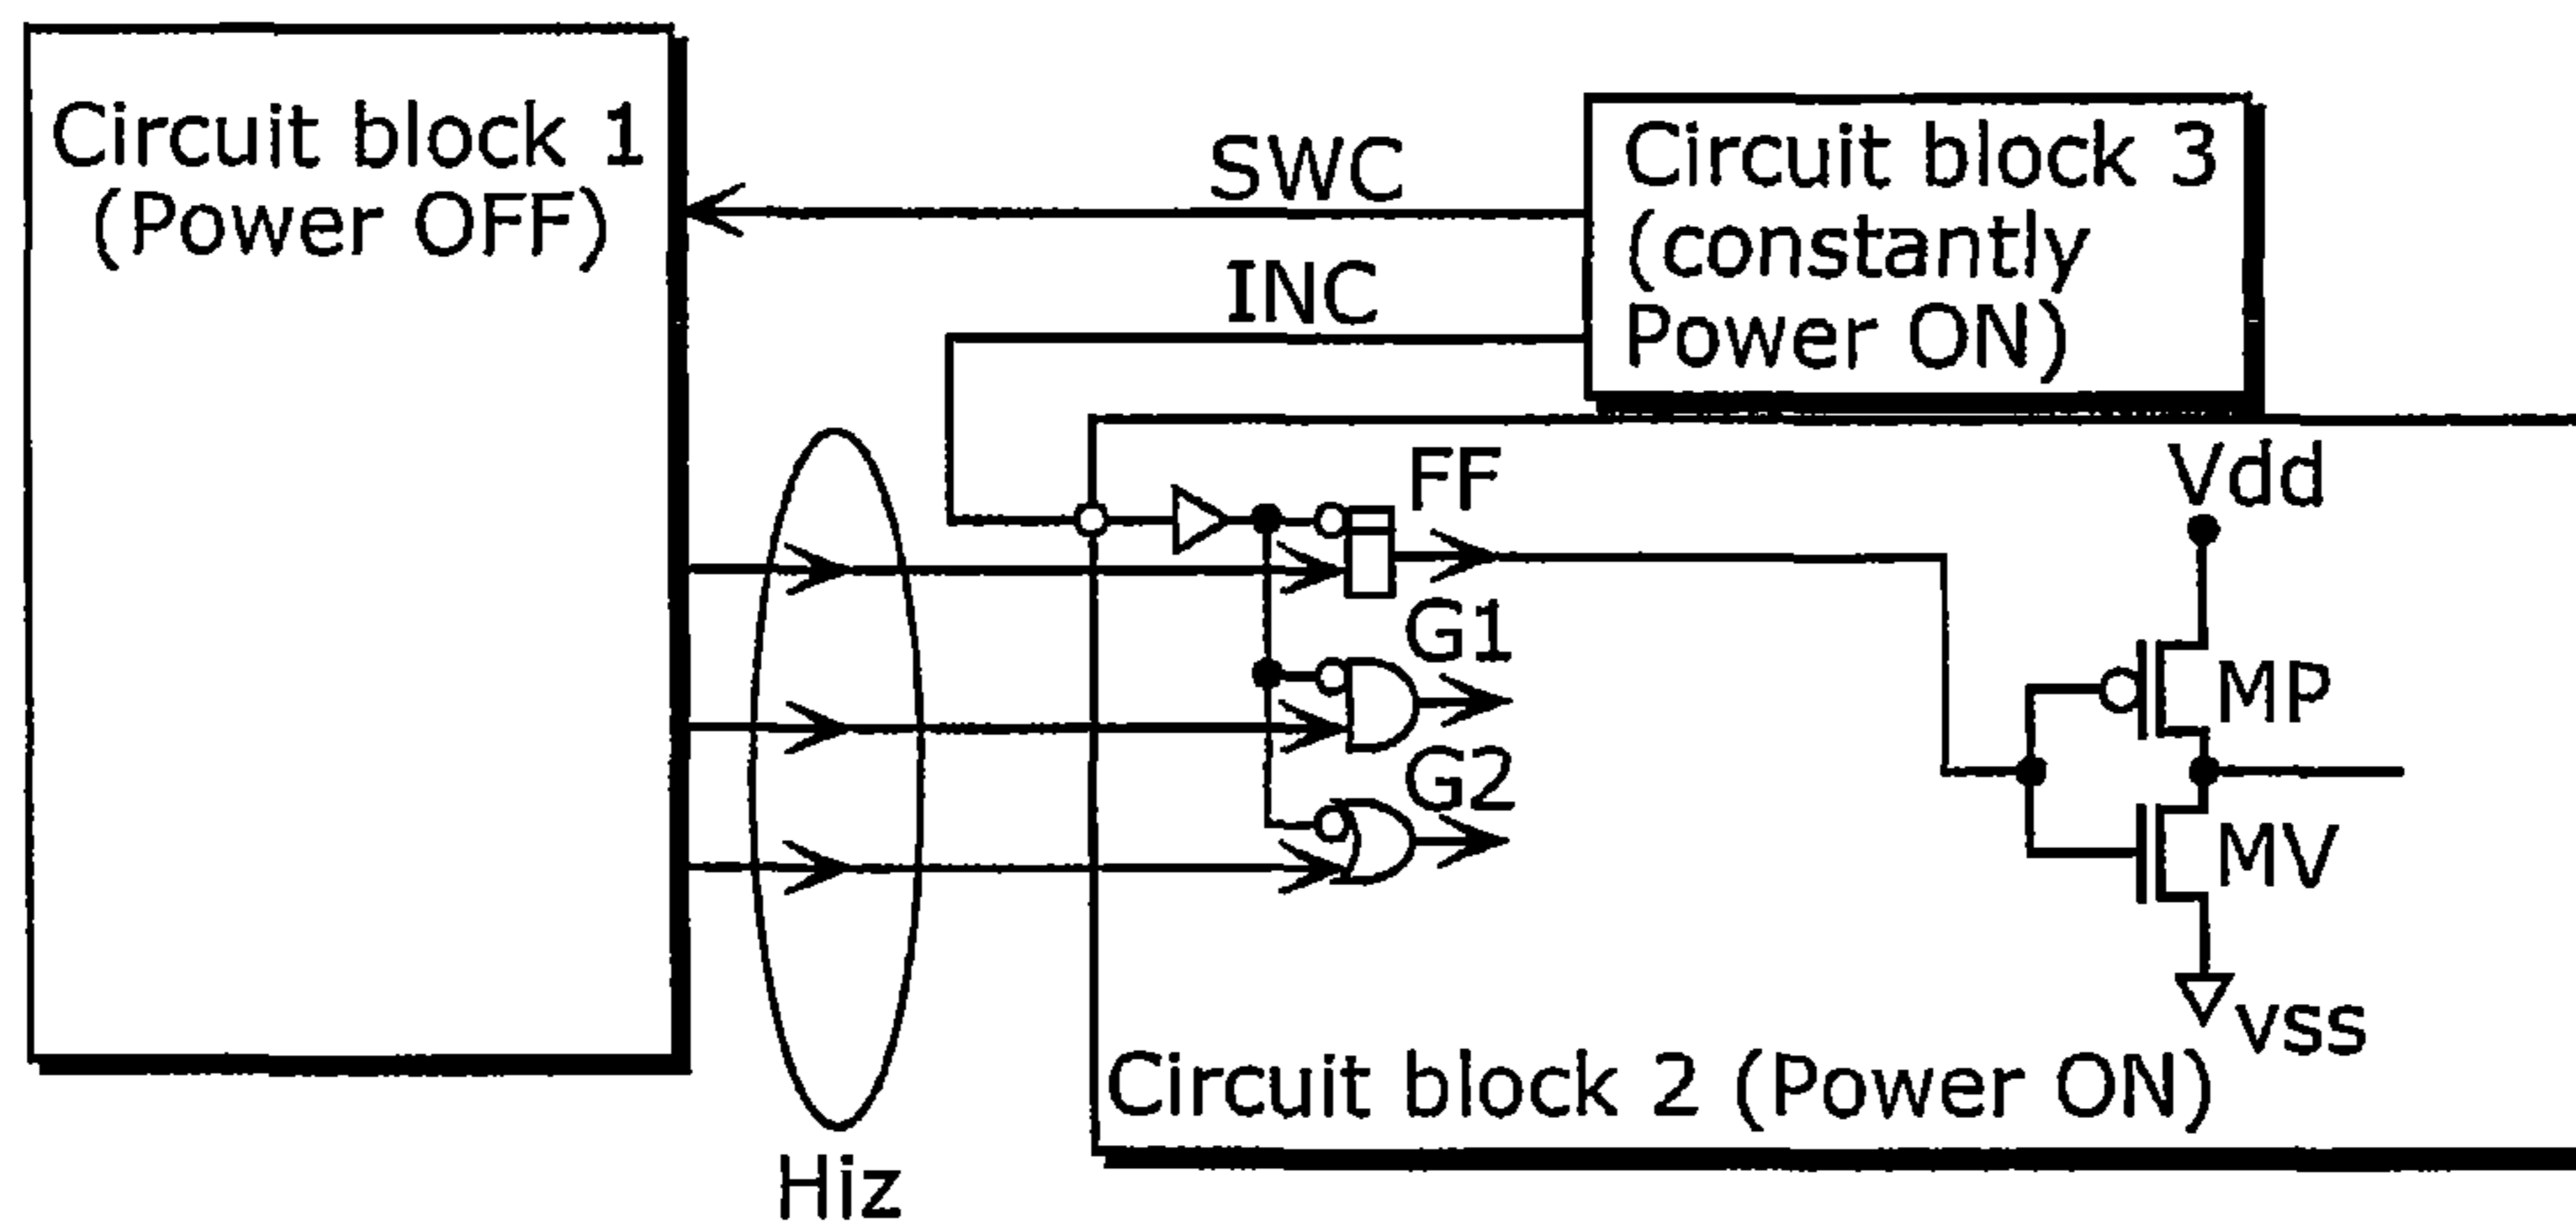 Circuit block 1
(Power OFF)
SWC
INC
Circuit block 3
(constantly
Power ON)
FF
G1
G2
Vdd
MP
MV
vss
Circuit block 2 (Power ON)
Hiz